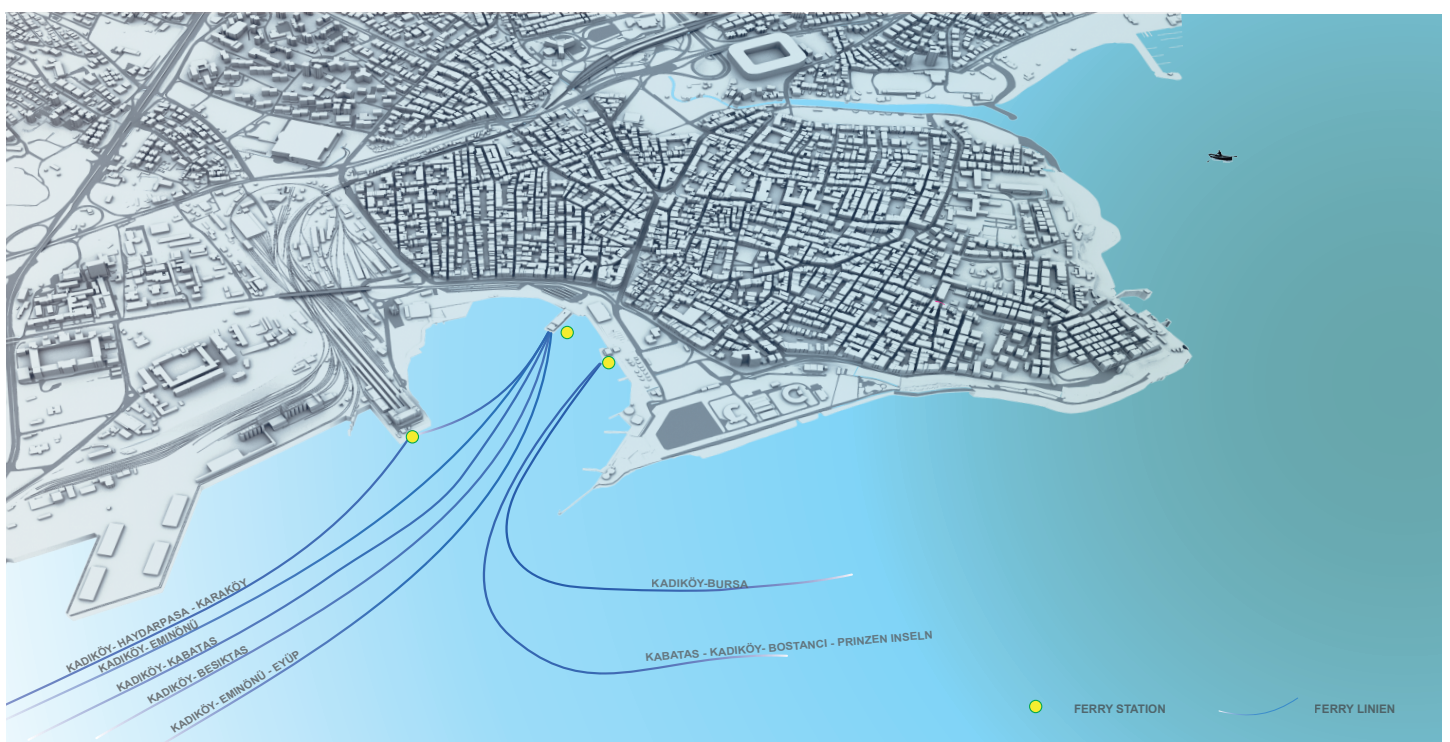 KADIKÖY-BURSA
KADIKÖY- HAYDARPASA - KARAKÖY
KADIKÖY- EMINÖNÜ
KADIKÖY- KABATAS
KADIKÖY- BESIKTAS
KADIKÖY- EMINÖNÜ - EYÜP
KABATAS - KADIKÖY- BOSTANCI - PRINZEN INSELN
FERRY STATION
FERRY LINIEN